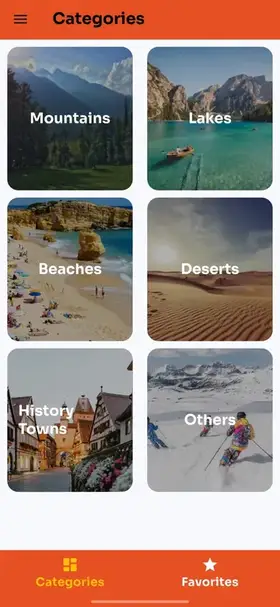 Categories
Mountains
Lakes
Beaches
Deserts
History
Towns
Others
Categories
Favorites